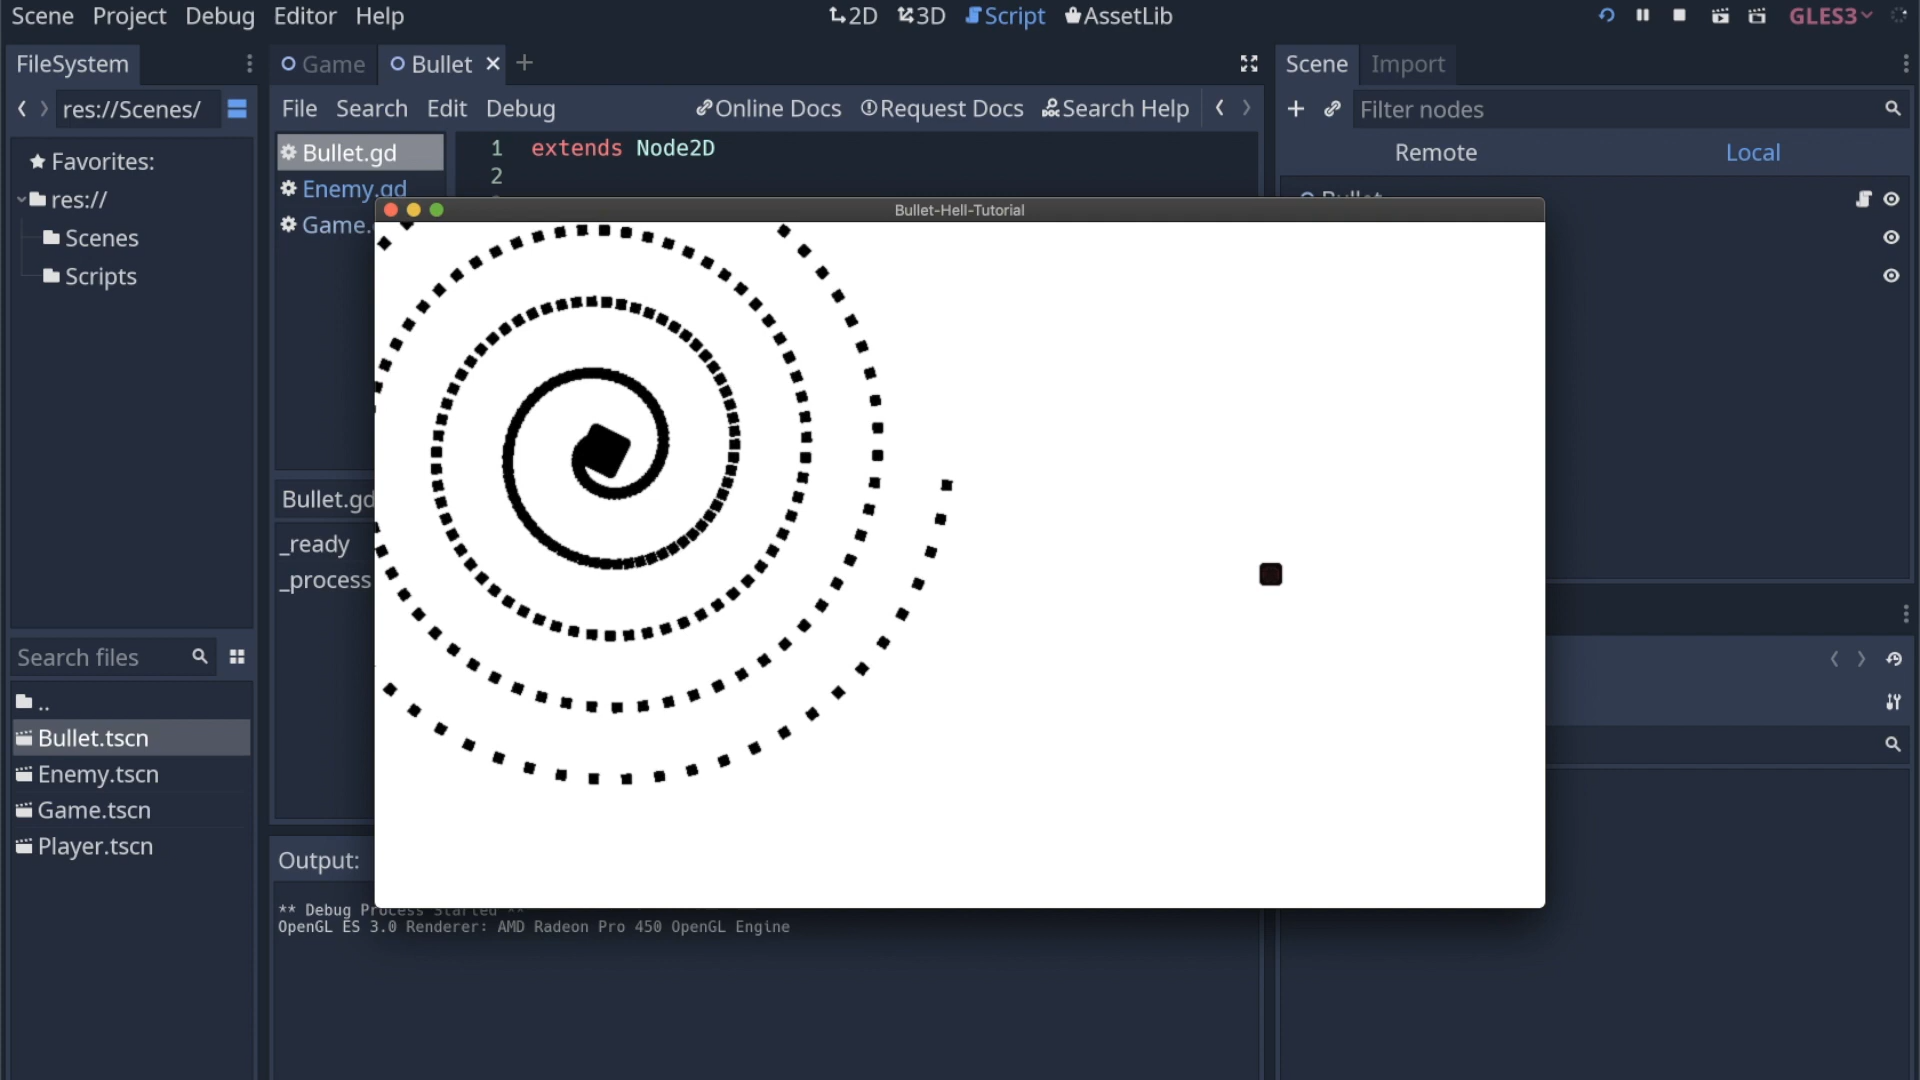 Scene Project Debug Editor Help
2D 3D Script AssetLib
GLES3
FileSystem
Game Bullet
Scene Import
res://Scenes/
File Search Edit Debug
Online Docs Request Docs Search Help
Filter nodes
Remote Local
Favorites:
res://
Scenes
Scripts
Bullet.gd
Enemy.gd
Game.
1 extends Node2D
2
Bullet
Bullet-Hell-Tutorial
Bullet.gd
_ready
_process
Search files
..
Bullet.tscn
Enemy.tscn
Game.tscn
Player.tscn
Output:
** Debug Process Started **
OpenGL ES 3.0 Renderer: AMD Radeon Pro 450 OpenGL Engine